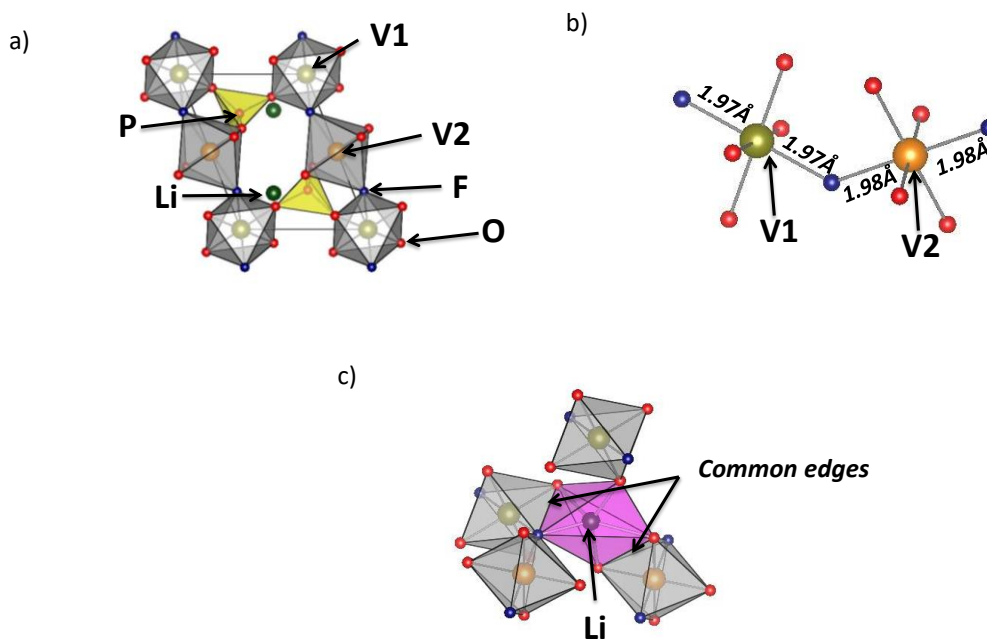 a)
V1
P
V2
Li
F
O
b)
1.97Å
1.97Å
1.98Å
1.98Å
V1
V2
c)
Common edges
Li